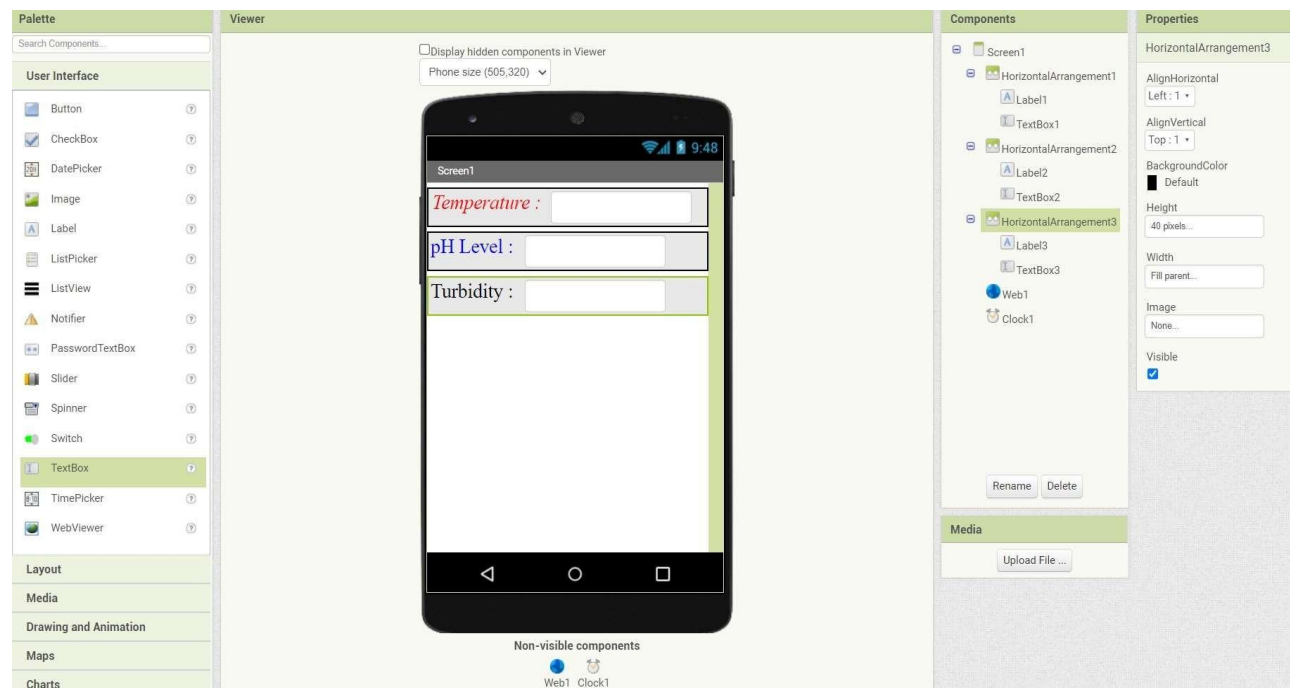 Palette
Search Components...
User Interface
Button
CheckBox
DatePicker
Image
Label
ListPicker
ListView
Notifier
PasswordTextBox
Slider
Spinner
Switch
TextBox
TimePicker
WebViewer
Layout
Media
Drawing and Animation
Maps
Charts
Viewer
Display hidden components in Viewer
Phone size (505,320)
9:48
Screen1
Temperature :
pH Level :
Turbidity :
Non-visible components
Web1 Clock1
Components
Screen1
HorizontalArrangement1
Label1
TextBox1
HorizontalArrangement2
Label2
TextBox2
HorizontalArrangement3
Label3
TextBox3
Web1
Clock1
Rename Delete
Media
Upload File ...
Properties
HorizontalArrangement3
AlignHorizontal
Left : 1
AlignVertical
Top : 1
BackgroundColor
Default
Height
40 pixels...
Width
Fill parent...
Image
None...
Visible